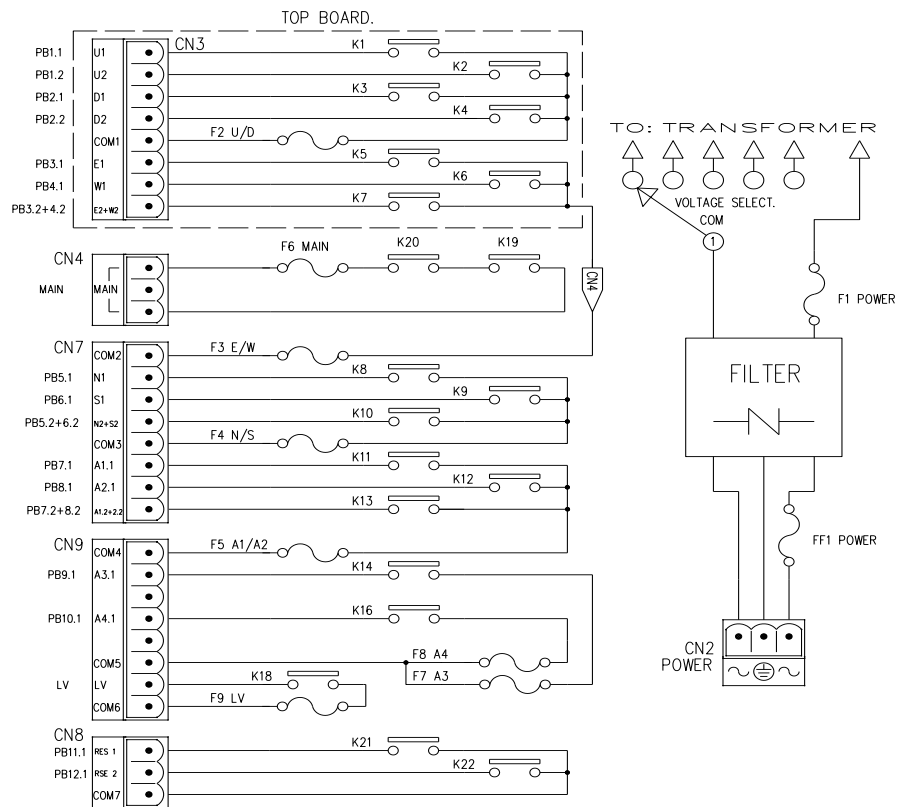 TOP BOARD.
CN3
PB1.1 U1 K1
PB1.2 U2 K2
PB2.1 D1 K3
PB2.2 D2 K4
COM1 F2 U/D
PB3.1 E1 K5
PB4.1 W1 K6
PB3.2+4.2 E2+W2 K7
CN4
F6 MAIN K20 K19
MAIN MAIN
CN4
CN7
COM2 F3 E/W
PB5.1 N1 K8
PB6.1 S1 K9
PB5.2+6.2 N2+S2 K10
COM3 F4 N/S
PB7.1 A1.1 K11
PB8.1 A2.1 K12
PB7.2+8.2 A1.2+2.2 K13
CN9
COM4 F5 A1/A2
PB9.1 A3.1 K14
PB10.1 A4.1 K16
COM5 F8 A4
F7 A3
LV LV K18
COM6 F9 LV
CN8
PB11.1 RES 1 K21
PB12.1 RSE 2 K22
COM7
TO: TRANSFORMER
VOLTAGE SELECT.
COM
1
F1 POWER
FILTER
FF1 POWER
CN2
POWER